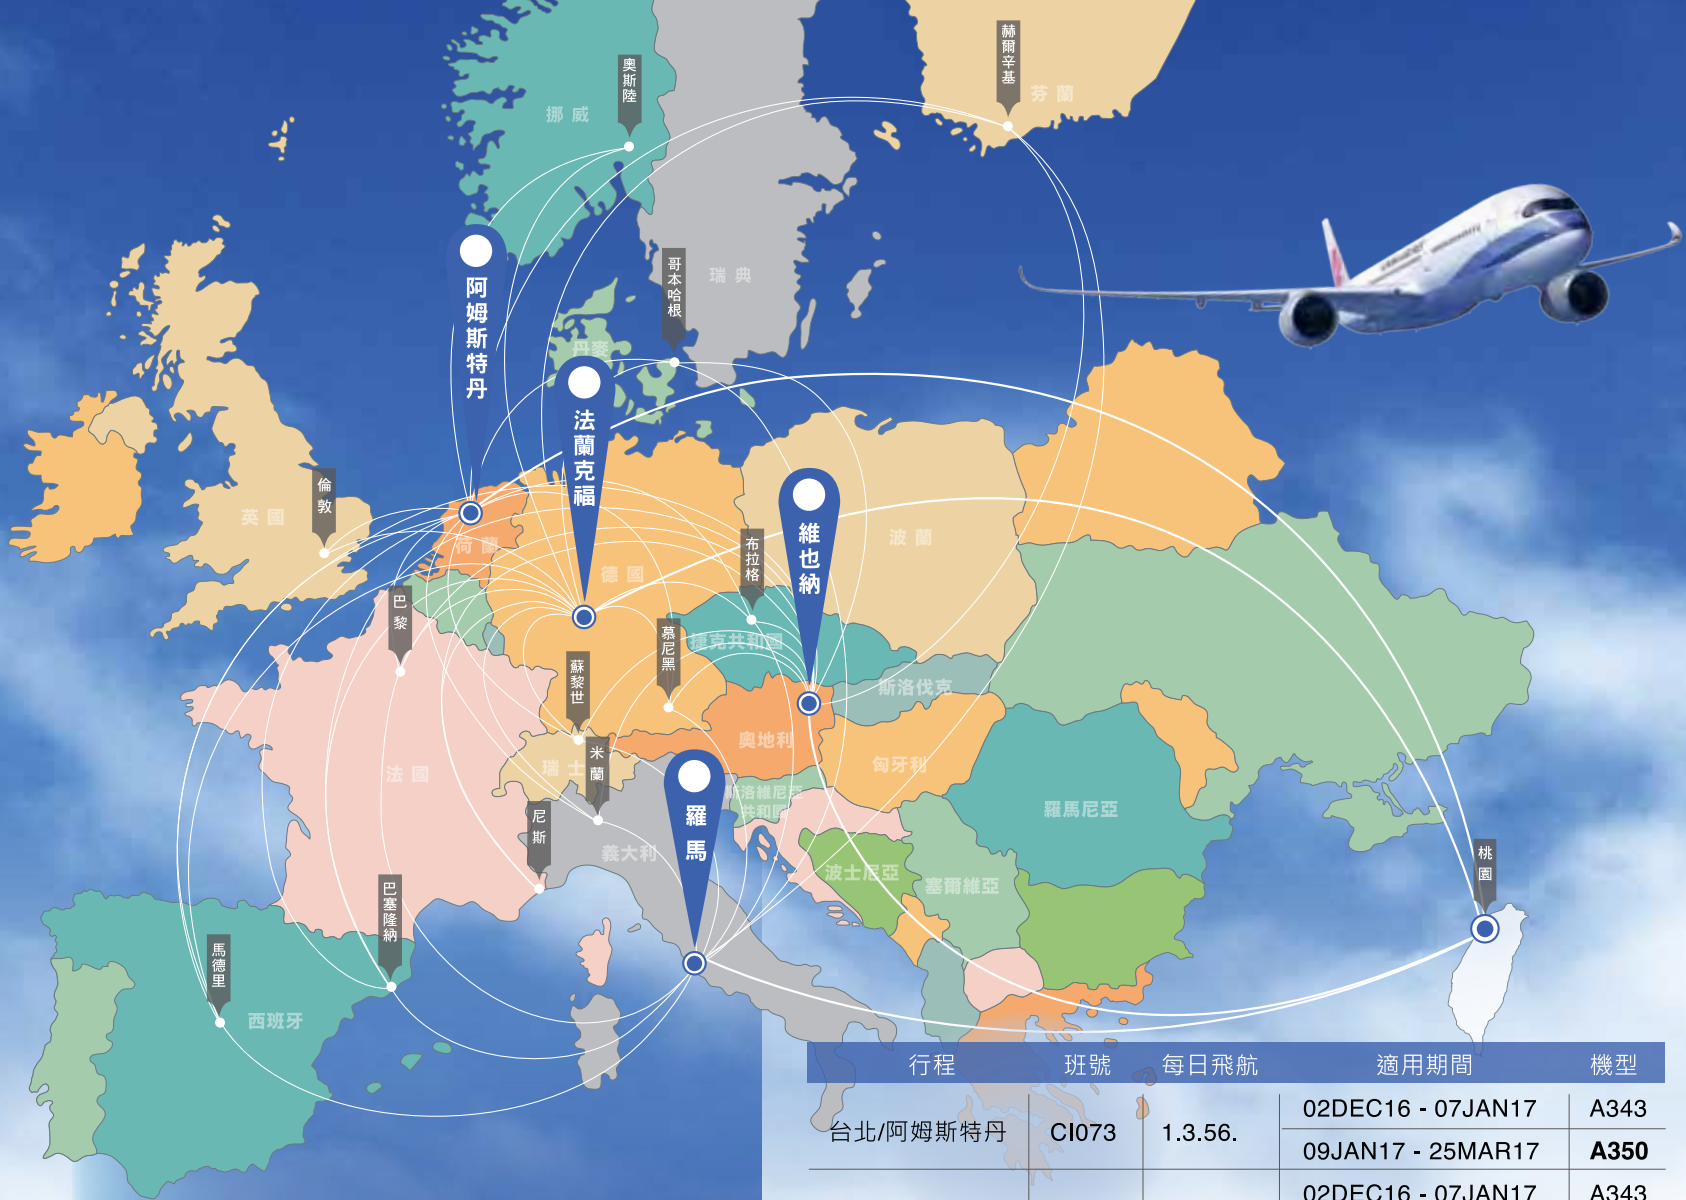 赫爾辛基
芬蘭
奧斯陸
挪威
瑞典
哥本哈根
丹麥
阿姆斯特丹
法蘭克福
維也納
倫敦
英國
荷蘭
德國
波蘭
布拉格
捷克共和國
巴黎
慕尼黑
蘇黎世
斯洛伐克
奧地利
匈牙利
法國
瑞士
米蘭
尼斯
斯洛維尼亞
共和國
羅馬
義大利
羅馬尼亞
波士尼亞
塞爾維亞
桃園
巴塞隆納
馬德里
西班牙
行程 班號 每日飛航 適用期間 機型
02DEC16 - 07JAN17 A343
台北/阿姆斯特丹 CI073 1.3.56.
09JAN17 - 25MAR17 A350
02DEC16 - 07JAN17 A343